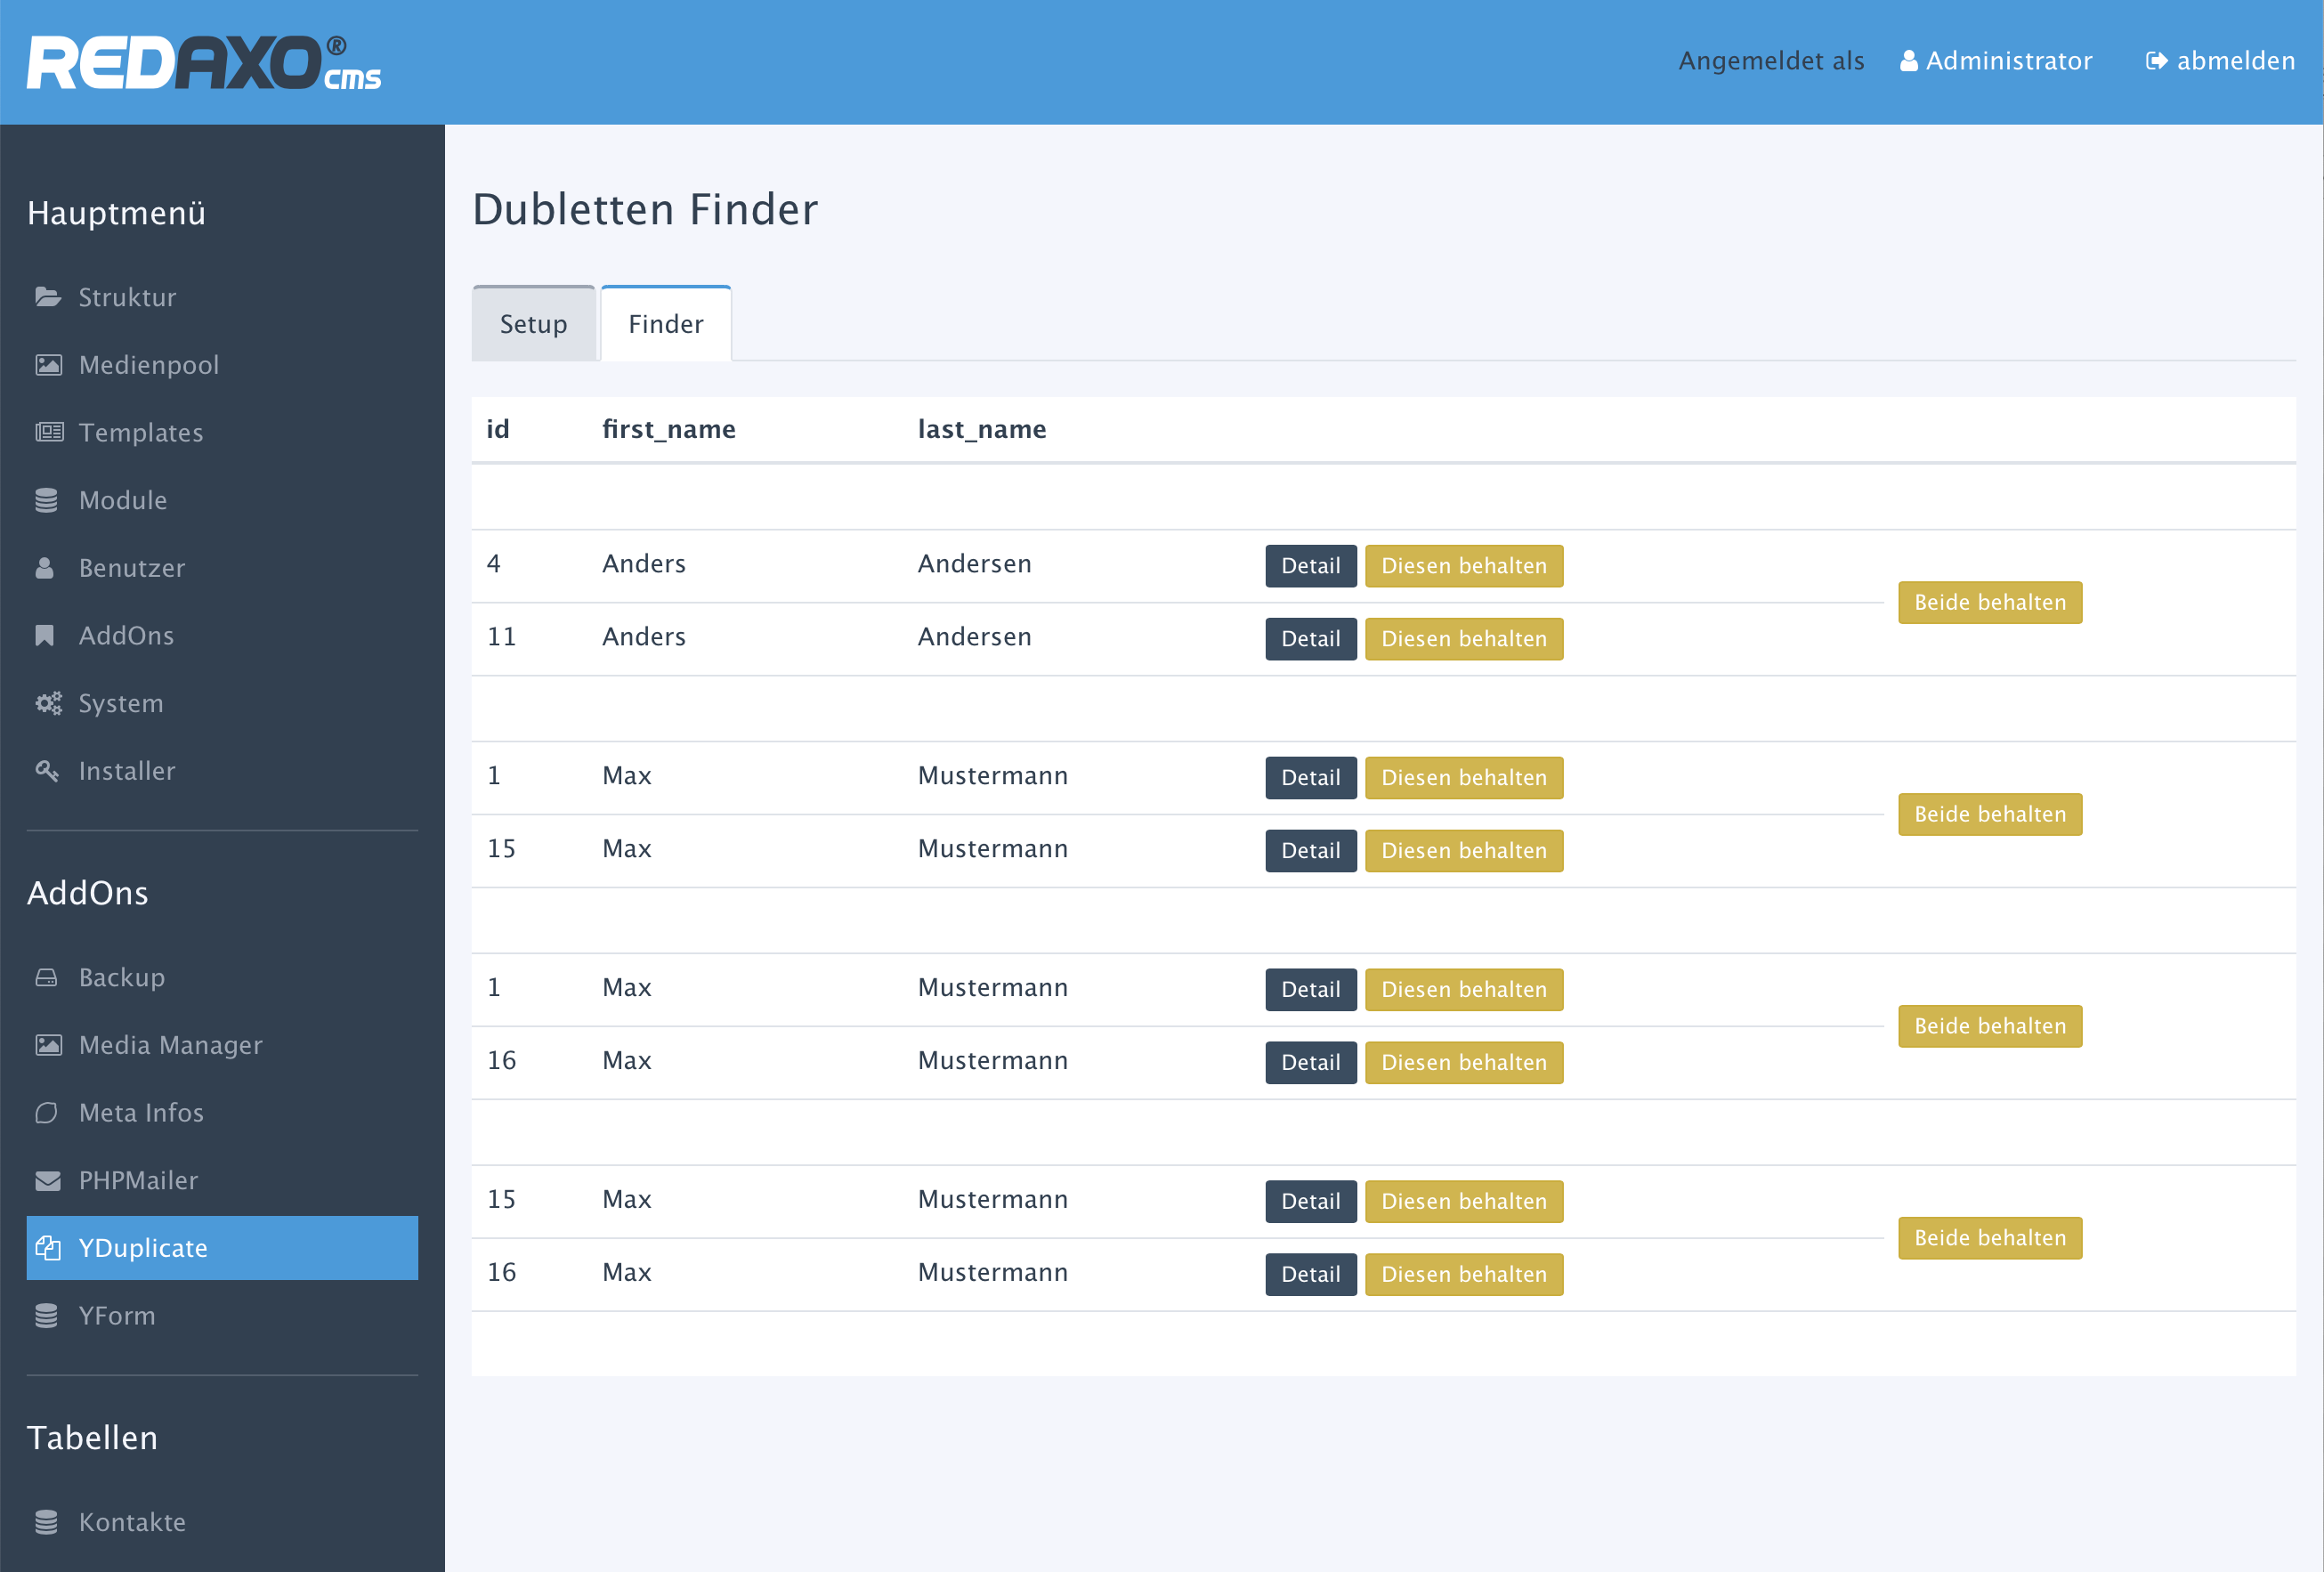 REDAXO® cms
Angemeldet als Administrator abmelden
Hauptmenü
Struktur
Medienpool
Templates
Module
Benutzer
AddOns
System
Installer
AddOns
Backup
Media Manager
Meta Infos
PHPMailer
YDuplicate
YForm
Tabellen
Kontakte
Dubletten Finder
Setup Finder
id first_name last_name
4 Anders Andersen Detail Diesen behalten
Beide behalten
11 Anders Andersen Detail Diesen behalten
1 Max Mustermann Detail Diesen behalten
Beide behalten
15 Max Mustermann Detail Diesen behalten
1 Max Mustermann Detail Diesen behalten
Beide behalten
16 Max Mustermann Detail Diesen behalten
15 Max Mustermann Detail Diesen behalten
Beide behalten
16 Max Mustermann Detail Diesen behalten